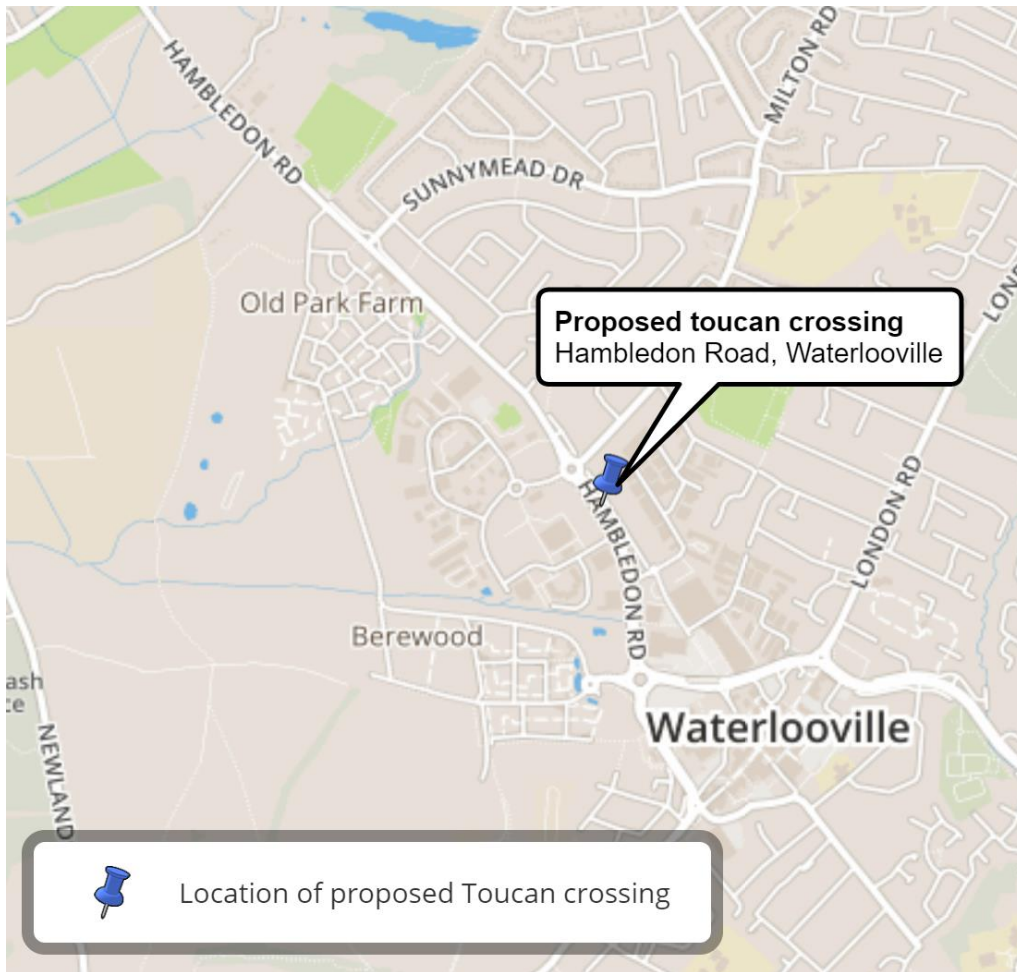 HAMBLEDON RD
MILTON RD
SUNNYMEAD DR
Old Park Farm
Proposed toucan crossing
Hambledon Road, Waterlooville
HAMBLEDON RD
LONDON RD
Berewood
Waterlooville
NEWLAND
Location of proposed Toucan crossing